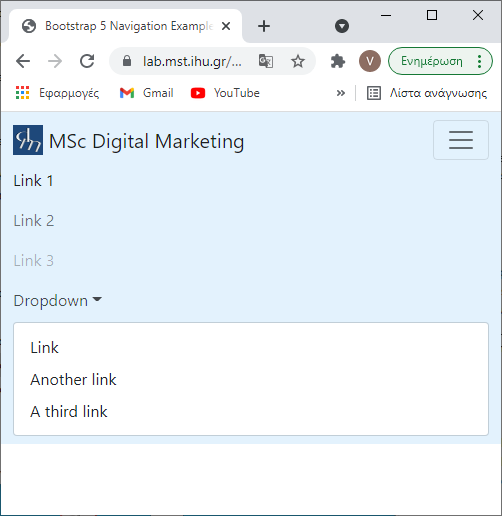 Bootstrap 5 Navigation Example
lab.mst.ihu.gr/...
V
Ενημέρωση
Εφαρμογές
Gmail
YouTube
»
Λίστα ανάγνωσης
MSc Digital Marketing
Link 1
Link 2
Link 3
Dropdown
Link
Another link
A third link